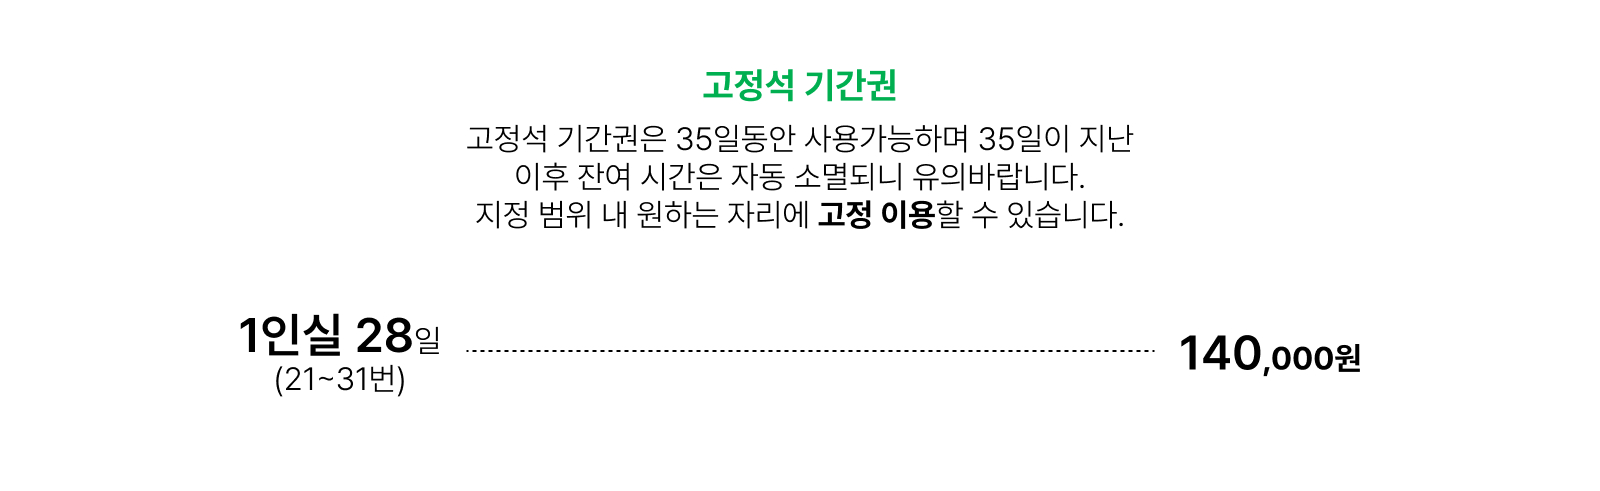 고정석 기간권
고정석 기간권은 35일동안 사용가능하며 35일이 지난
이후 잔여 시간은 자동 소멸되니 유의바랍니다.
지정 범위 내 원하는 자리에 고정 이용할 수 있습니다.
1인실 28일 140,000원
(21~31번)